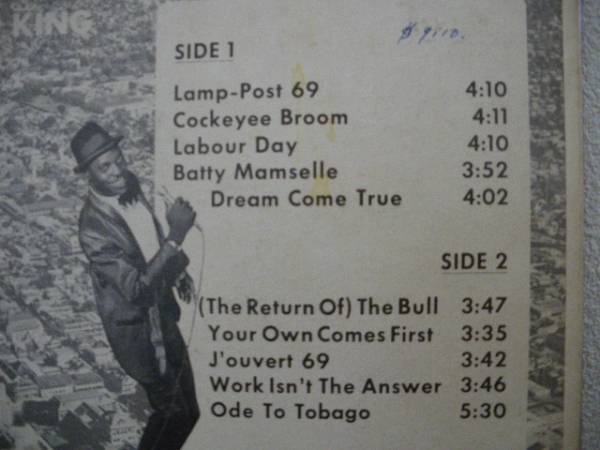 KING
SIDE 1
Lamp-Post 69 4:10
Cockeyee Broom 4:11
Labour Day 4:10
Batty Mamselle 3:52
Dream Come True 4:02
SIDE 2
(The Return Of) The Bull 3:47
Your Own Comes First 3:35
J'ouvert 69 3:42
Work Isn't The Answer 3:46
Ode To Tobago 5:30